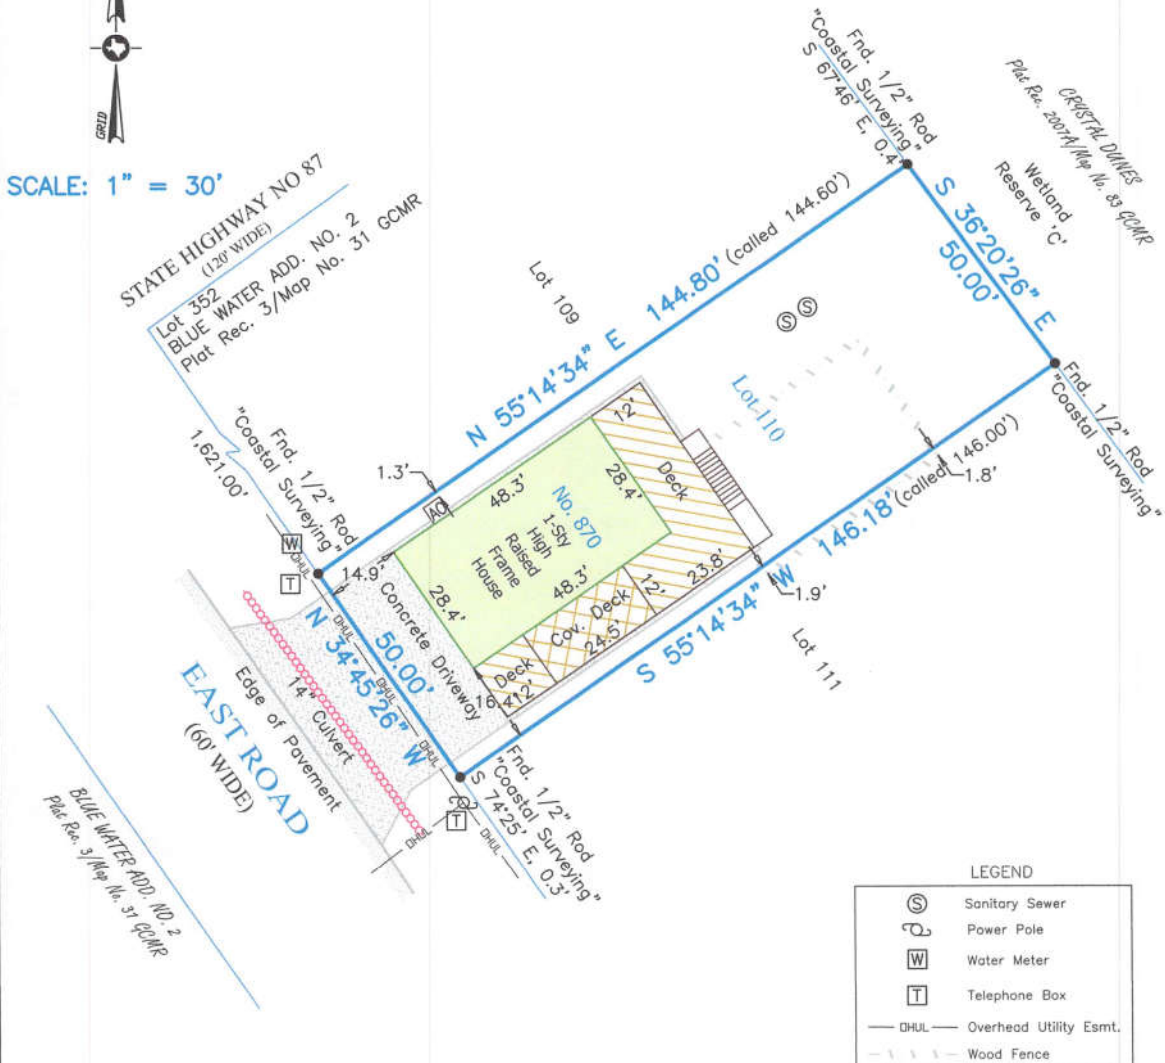 GRID
SCALE: 1" = 30'
STATE HIGHWAY NO 87
(120' WIDE)
Lot 352
BLUE WATER ADD. NO. 2
Plat Rec. 3/Map No. 31 GCMR
1,621.00'
Fnd. 1/2" Rod
"Coastal Surveying"
Fnd. 1/2" Rod
"Coastal Surveying"
S 67°46' E, 0.4'
CRYSTAL DUNES
Plat Rec. 2007A/Map No. 83 GCMR
Wetland
Reserve 'C'
S 36°20'26" E
50.00'
Lot 109
N 55°14'34" E 144.80' (called 144.60')
S S
Lot 110
Fnd. 1/2" Rod
"Coastal Surveying"
1.3'
AC
48.3'
12'
Deck
28.4'
No. 870
1-Sty
High
Raised
Frame
House
48.3'
28.4'
14.9'
Concrete Driveway
Cov. Deck
24.5'
12'
23.8'
Deck
12'
16.4'
1.9'
1.8'
S 55°14'34" W 146.18' (called 146.00')
Lot 111
W
T
OHUL
OHUL
OHUL
OHUL
OHUL
OHUL
N 34°45'26" W
50.00'
14" Culvert
Edge of Pavement
EAST ROAD
(60' WIDE)
T
Fnd. 1/2" Rod
"Coastal Surveying"
S 74°25' E, 0.3'
BLUE WATER ADD. NO. 2
Plat Rec. 3/Map No. 31 GCMR
LEGEND
S Sanitary Sewer
Power Pole
W Water Meter
T Telephone Box
OHUL Overhead Utility Esmt.
Wood Fence